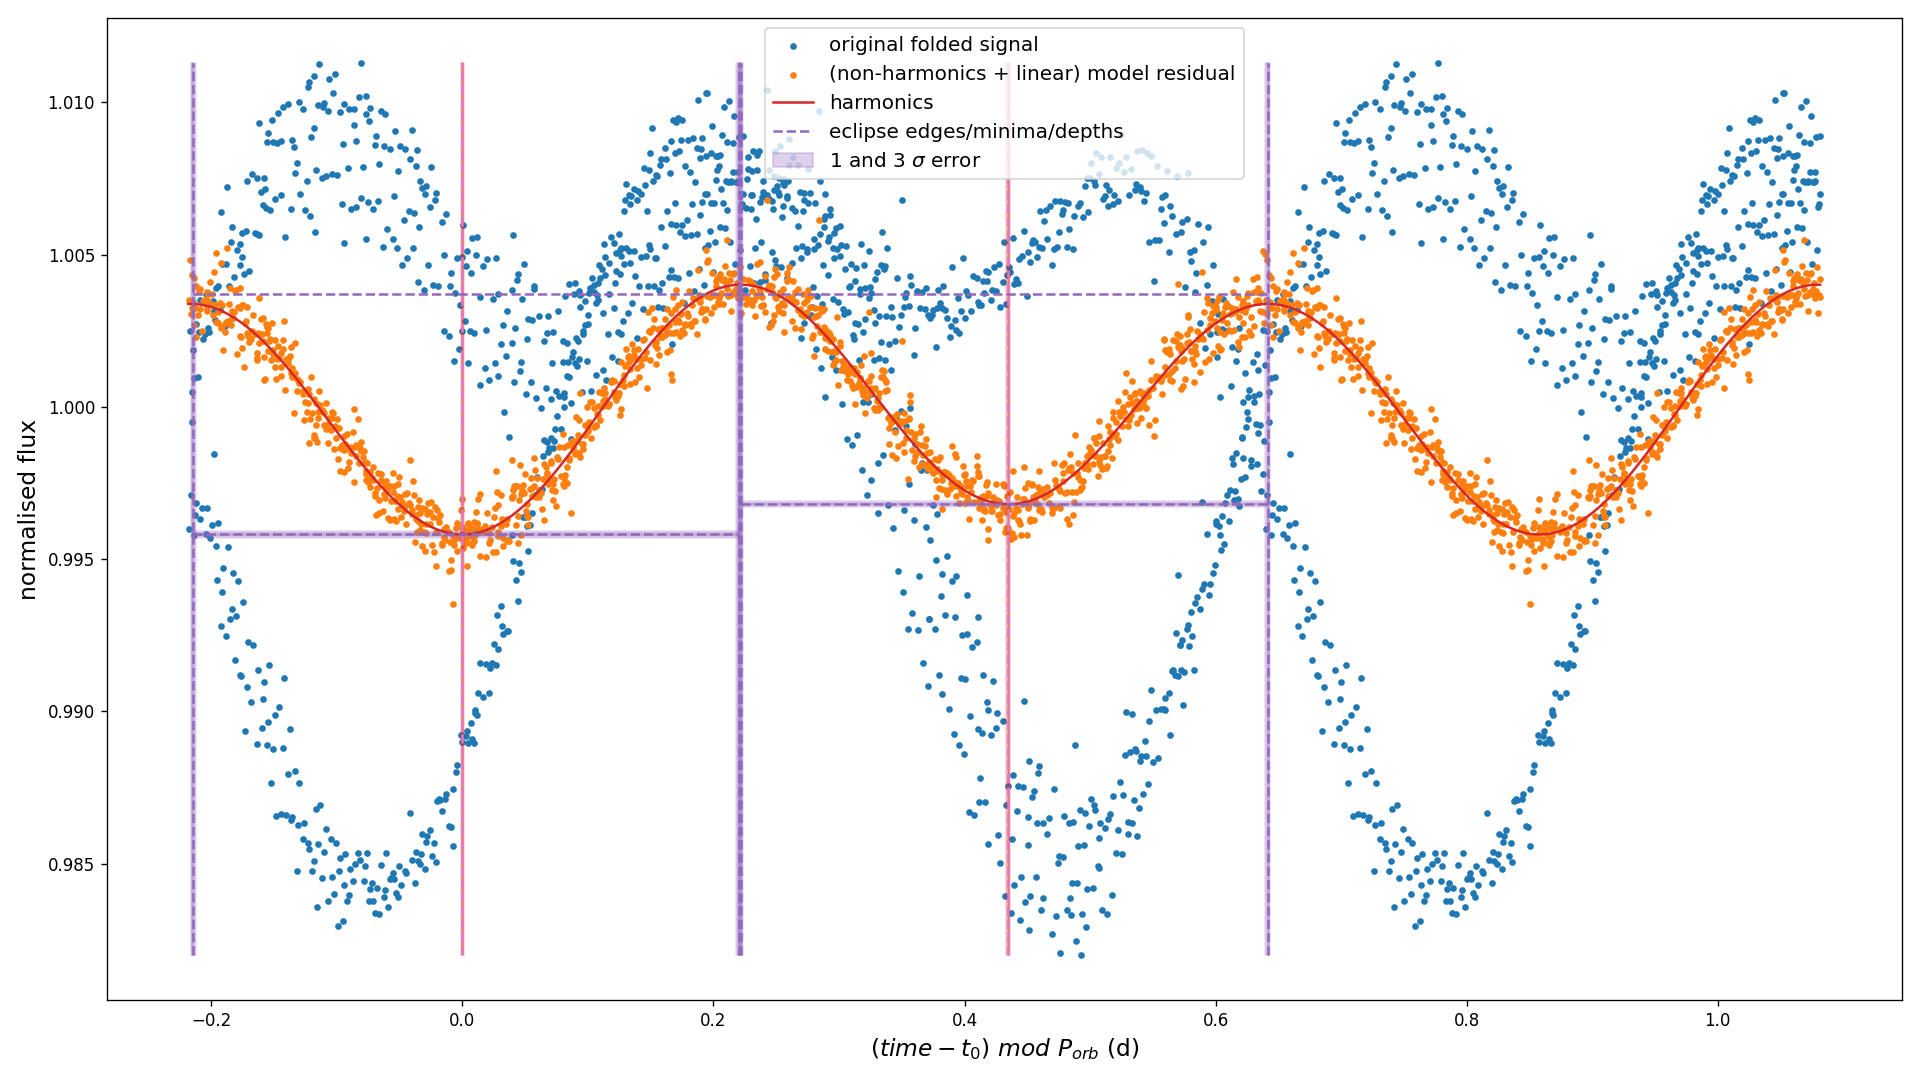 original folded signal
(non-harmonics + linear) model residual
harmonics
eclipse edges/minima/depths
1 and 3 σ error
normalised flux
1.010
1.005
1.000
0.995
0.990
0.985
−0.2 0.0 0.2 0.4 0.6 0.8 1.0
(time − t₀) mod P_orb (d)